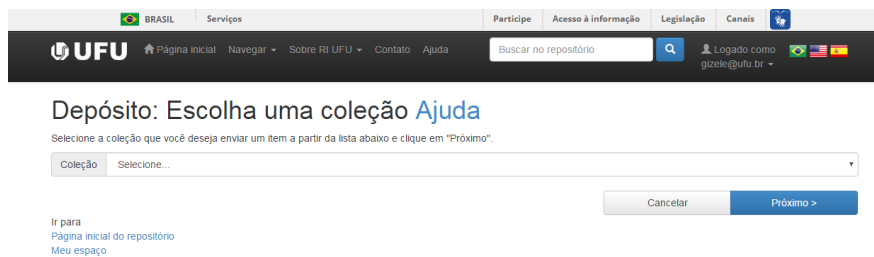 BRASIL Serviços Participe Acesso à informação Legislação Canais
UFU Página inicial Navegar Sobre RI UFU Contato Ajuda Buscar no repositório Logado como
gizele@ufu.br
Depósito: Escolha uma coleção Ajuda
Selecione a coleção que você deseja enviar um item a partir da lista abaixo e clique em "Próximo".
Coleção Selecione...
Cancelar Próximo >
Ir para
Página inicial do repositório
Meu espaço